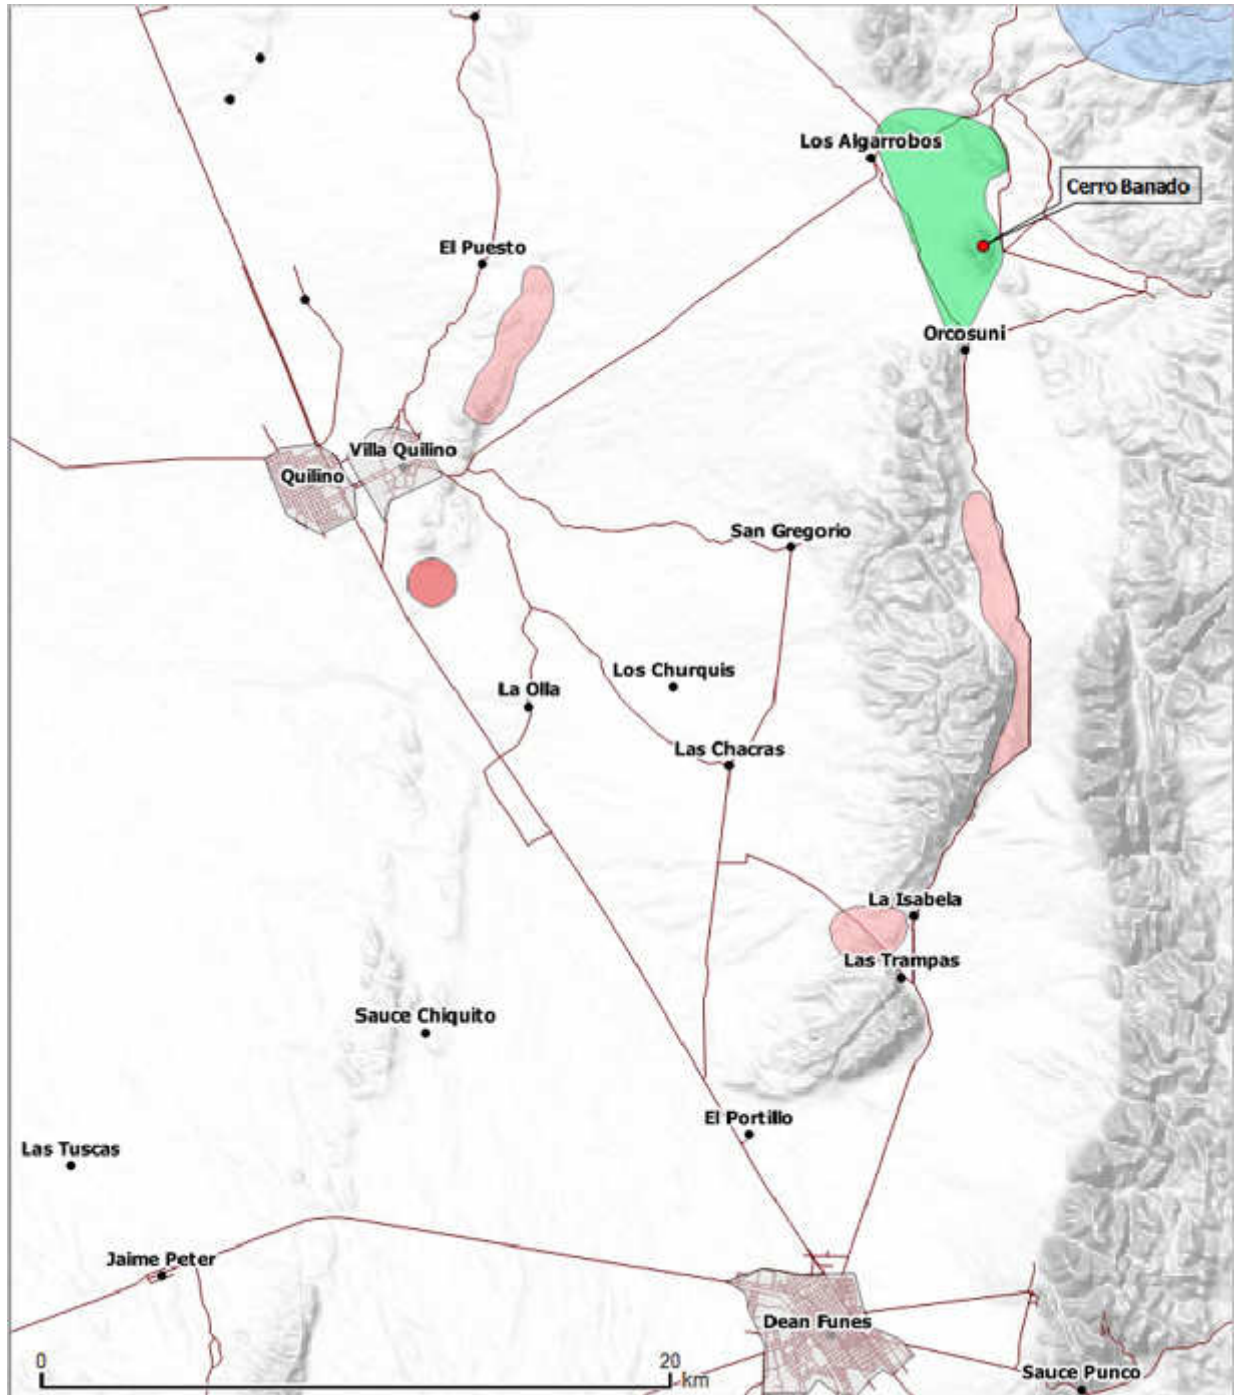 Los Algarrobos
Cerro Banado
El Puesto
Orcosuni
Villa Quilino
Quilino
San Gregorio
Los Churquis
La Olla
Las Chacras
La Isabela
Las Trampas
Sauce Chiquito
El Portillo
Las Tuscas
Jaime Peter
Dean Funes
0 20
km
Sauce Punco